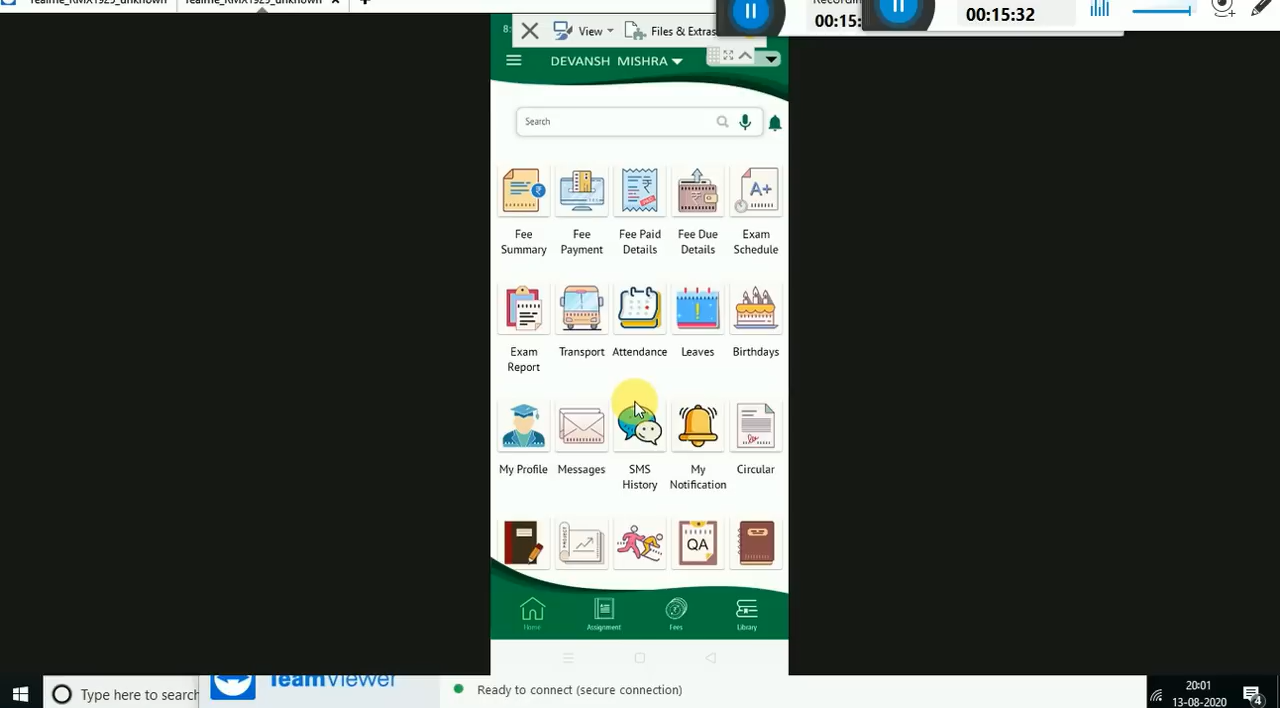 realme_RMX1925_unknown
realme_RMX1925_unknown
00:15:
00:15:32
8:
View
Files & Extras
DEVANSH MISHRA
Search
A+
Fee Summary
Fee Payment
Fee Paid Details
Fee Due Details
Exam Schedule
Exam Report
Transport
Attendance
Leaves
Birthdays
My Profile
Messages
SMS History
My Notification
Circular
QA
Home
Assignment
Fees
Library
Type here to search
TeamViewer
Ready to connect (secure connection)
20:01
13-08-2020
4